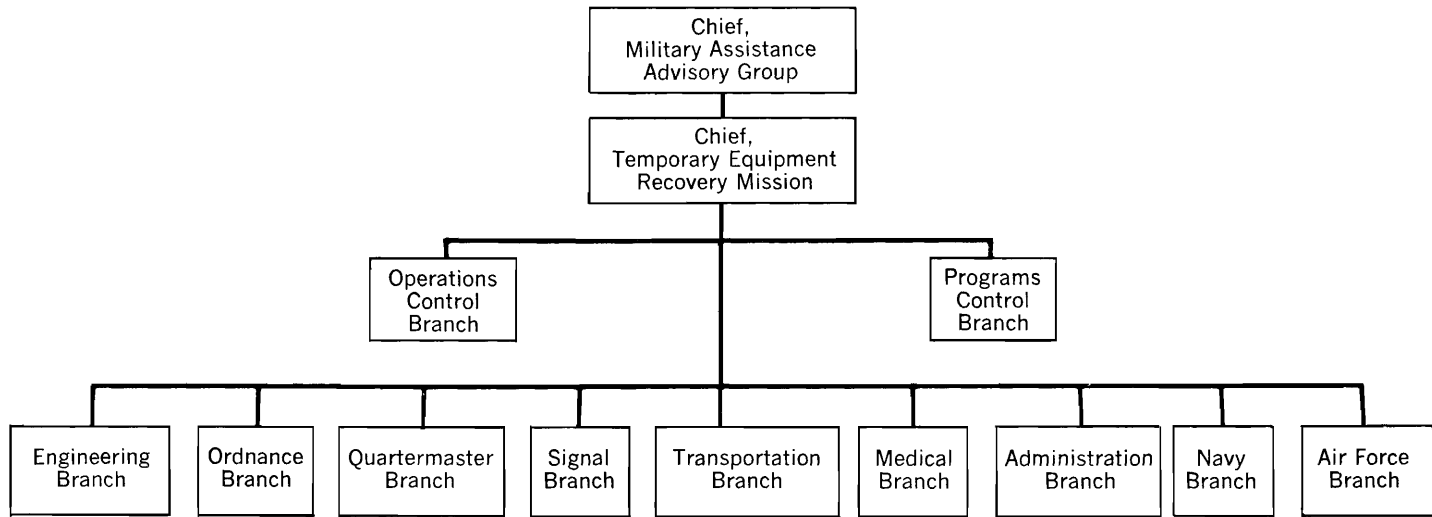 Chief,
Military Assistance
Advisory Group
Chief,
Temporary Equipment
Recovery Mission
Operations
Control
Branch
Programs
Control
Branch
Engineering
Branch
Ordnance
Branch
Quartermaster
Branch
Signal
Branch
Transportation
Branch
Medical
Branch
Administration
Branch
Navy
Branch
Air Force
Branch